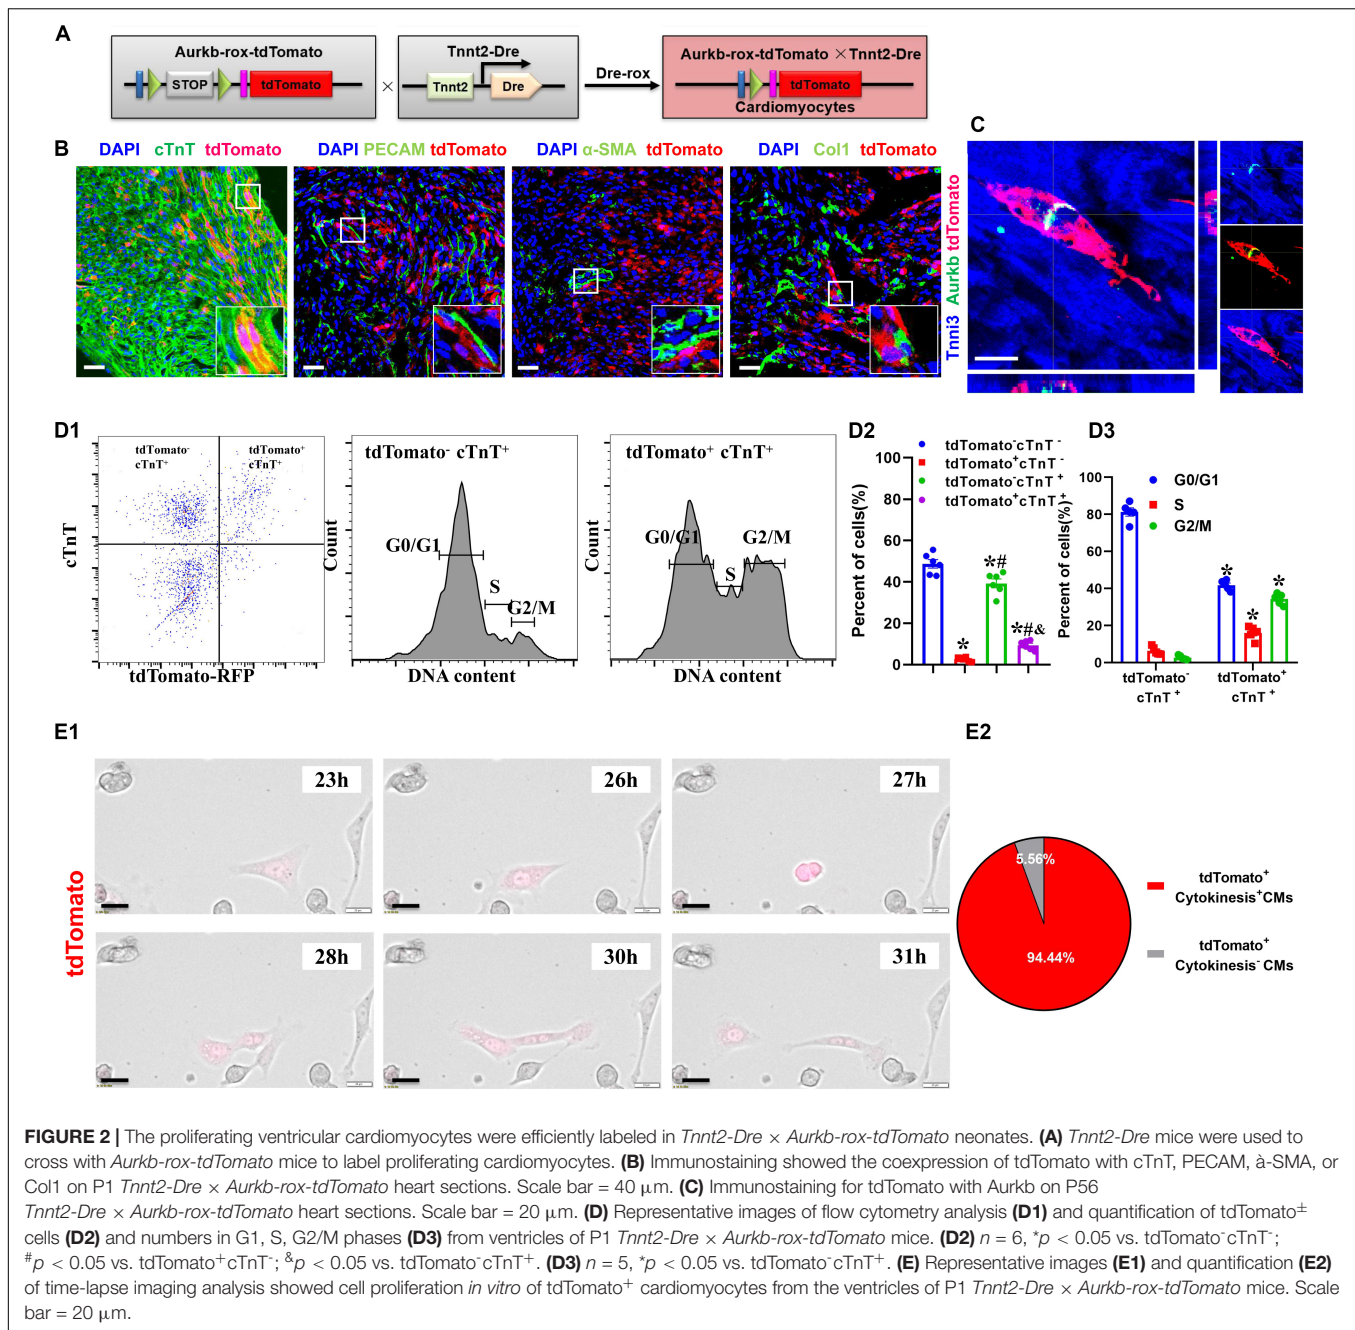 A
Aurkb-rox-tdTomato
STOP
tdTomato
×
Tnnt2-Dre
Tnnt2
Dre
Dre-rox
Aurkb-rox-tdTomato ×Tnnt2-Dre
tdTomato
Cardiomyocytes
B
DAPI cTnT tdTomato
DAPI PECAM tdTomato
DAPI α-SMA tdTomato
DAPI Col1 tdTomato
C
Tnni3 Aurkb tdTomato
D1
tdTomato- cTnT+
tdTomato+ cTnT+
cTnT
tdTomato-RFP
tdTomato- cTnT+
Count
G0/G1
S
G2/M
DNA content
tdTomato+ cTnT+
Count
G0/G1
S
G2/M
DNA content
D2
tdTomato-cTnT-
tdTomato+cTnT-
tdTomato-cTnT+
tdTomato+cTnT+
Percent of cells(%)
100
80
60
40
20
0
*
*#
*#&
D3
G0/G1
S
G2/M
Percent of cells(%)
100
80
60
40
20
0
*
*
*
tdTomato- cTnT+
tdTomato+ cTnT+
E1
tdTomato
23h
26h
27h
28h
30h
31h
E2
5.56%
94.44%
tdTomato+
Cytokinesis+CMs
tdTomato+
Cytokinesis- CMs
FIGURE 2 | The proliferating ventricular cardiomyocytes were efficiently labeled in Tnnt2-Dre × Aurkb-rox-tdTomato neonates. (A) Tnnt2-Dre mice were used to
cross with Aurkb-rox-tdTomato mice to label proliferating cardiomyocytes. (B) Immunostaining showed the coexpression of tdTomato with cTnT, PECAM, à-SMA, or
Col1 on P1 Tnnt2-Dre × Aurkb-rox-tdTomato heart sections. Scale bar = 40 μm. (C) Immunostaining for tdTomato with Aurkb on P56
Tnnt2-Dre × Aurkb-rox-tdTomato heart sections. Scale bar = 20 μm. (D) Representative images of flow cytometry analysis (D1) and quantification of tdTomato±
cells (D2) and numbers in G1, S, G2/M phases (D3) from ventricles of P1 Tnnt2-Dre × Aurkb-rox-tdTomato mice. (D2) n = 6, *p < 0.05 vs. tdTomato-cTnT-;
#p < 0.05 vs. tdTomato+cTnT-; &p < 0.05 vs. tdTomato-cTnT+. (D3) n = 5, *p < 0.05 vs. tdTomato-cTnT+. (E) Representative images (E1) and quantification (E2)
of time-lapse imaging analysis showed cell proliferation in vitro of tdTomato+ cardiomyocytes from the ventricles of P1 Tnnt2-Dre × Aurkb-rox-tdTomato mice. Scale
bar = 20 μm.